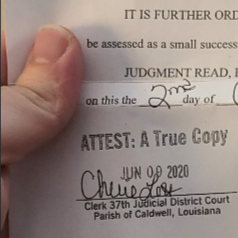 IT IS FURTHER ORD
be assessed as a small success
JUDGMENT READ,
on this the 2nd day of
ATTEST: A True Copy
JUN 09 2020
Clerk 37th Judicial District Court
Parish of Caldwell, Louisiana